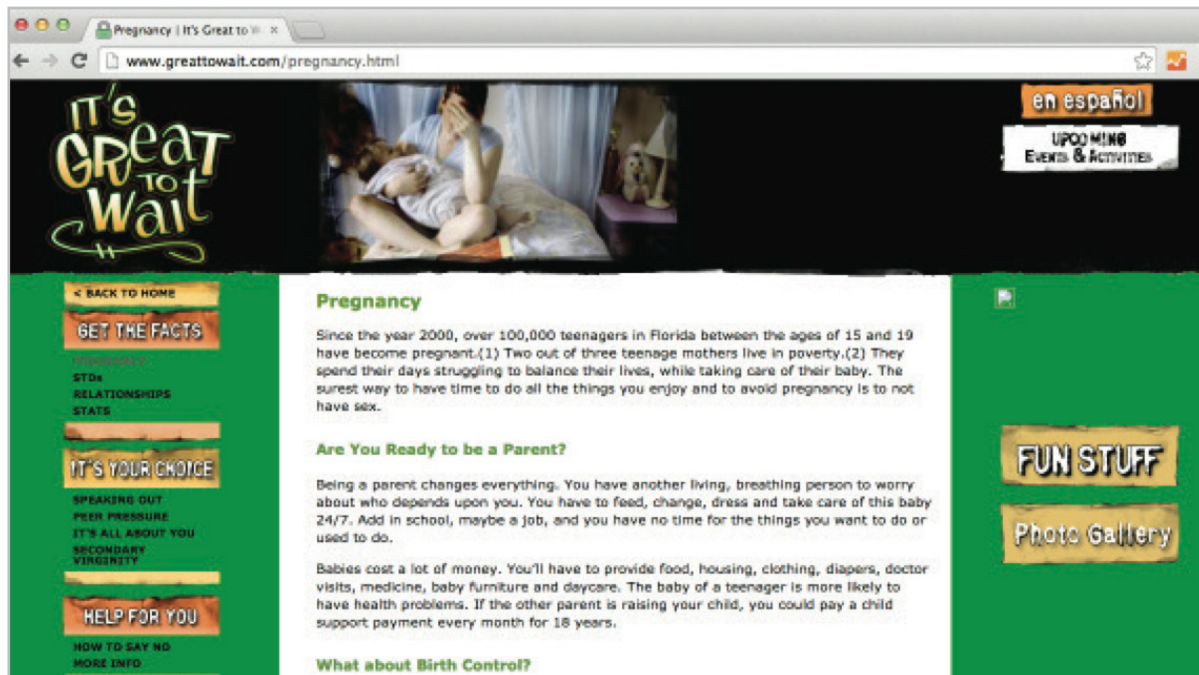 Pregnancy | It's Great to W
www.greattowait.com/pregnancy.html
IT'S
GREAT
TO
WAIT
en español
UPCOMING
EVENTS & ACTIVITIES
< BACK TO HOME
GET THE FACTS
PREGNANCY
STDs
RELATIONSHIPS
STATS
IT'S YOUR CHOICE
SPEAKING OUT
PEER PRESSURE
IT'S ALL ABOUT YOU
SECONDARY
VIRGINITY
HELP FOR YOU
HOW TO SAY NO
MORE INFO
Pregnancy
Since the year 2000, over 100,000 teenagers in Florida between the ages of 15 and 19
have become pregnant.(1) Two out of three teenage mothers live in poverty.(2) They
spend their days struggling to balance their lives, while taking care of their baby. The
surest way to have time to do all the things you enjoy and to avoid pregnancy is to not
have sex.
Are You Ready to be a Parent?
Being a parent changes everything. You have another living, breathing person to worry
about who depends upon you. You have to feed, change, dress and take care of this baby
24/7. Add in school, maybe a job, and you have no time for the things you want to do or
used to do.
Babies cost a lot of money. You'll have to provide food, housing, clothing, diapers, doctor
visits, medicine, baby furniture and daycare. The baby of a teenager is more likely to
have health problems. If the other parent is raising your child, you could pay a child
support payment every month for 18 years.
What about Birth Control?
FUN STUFF
Photo Gallery